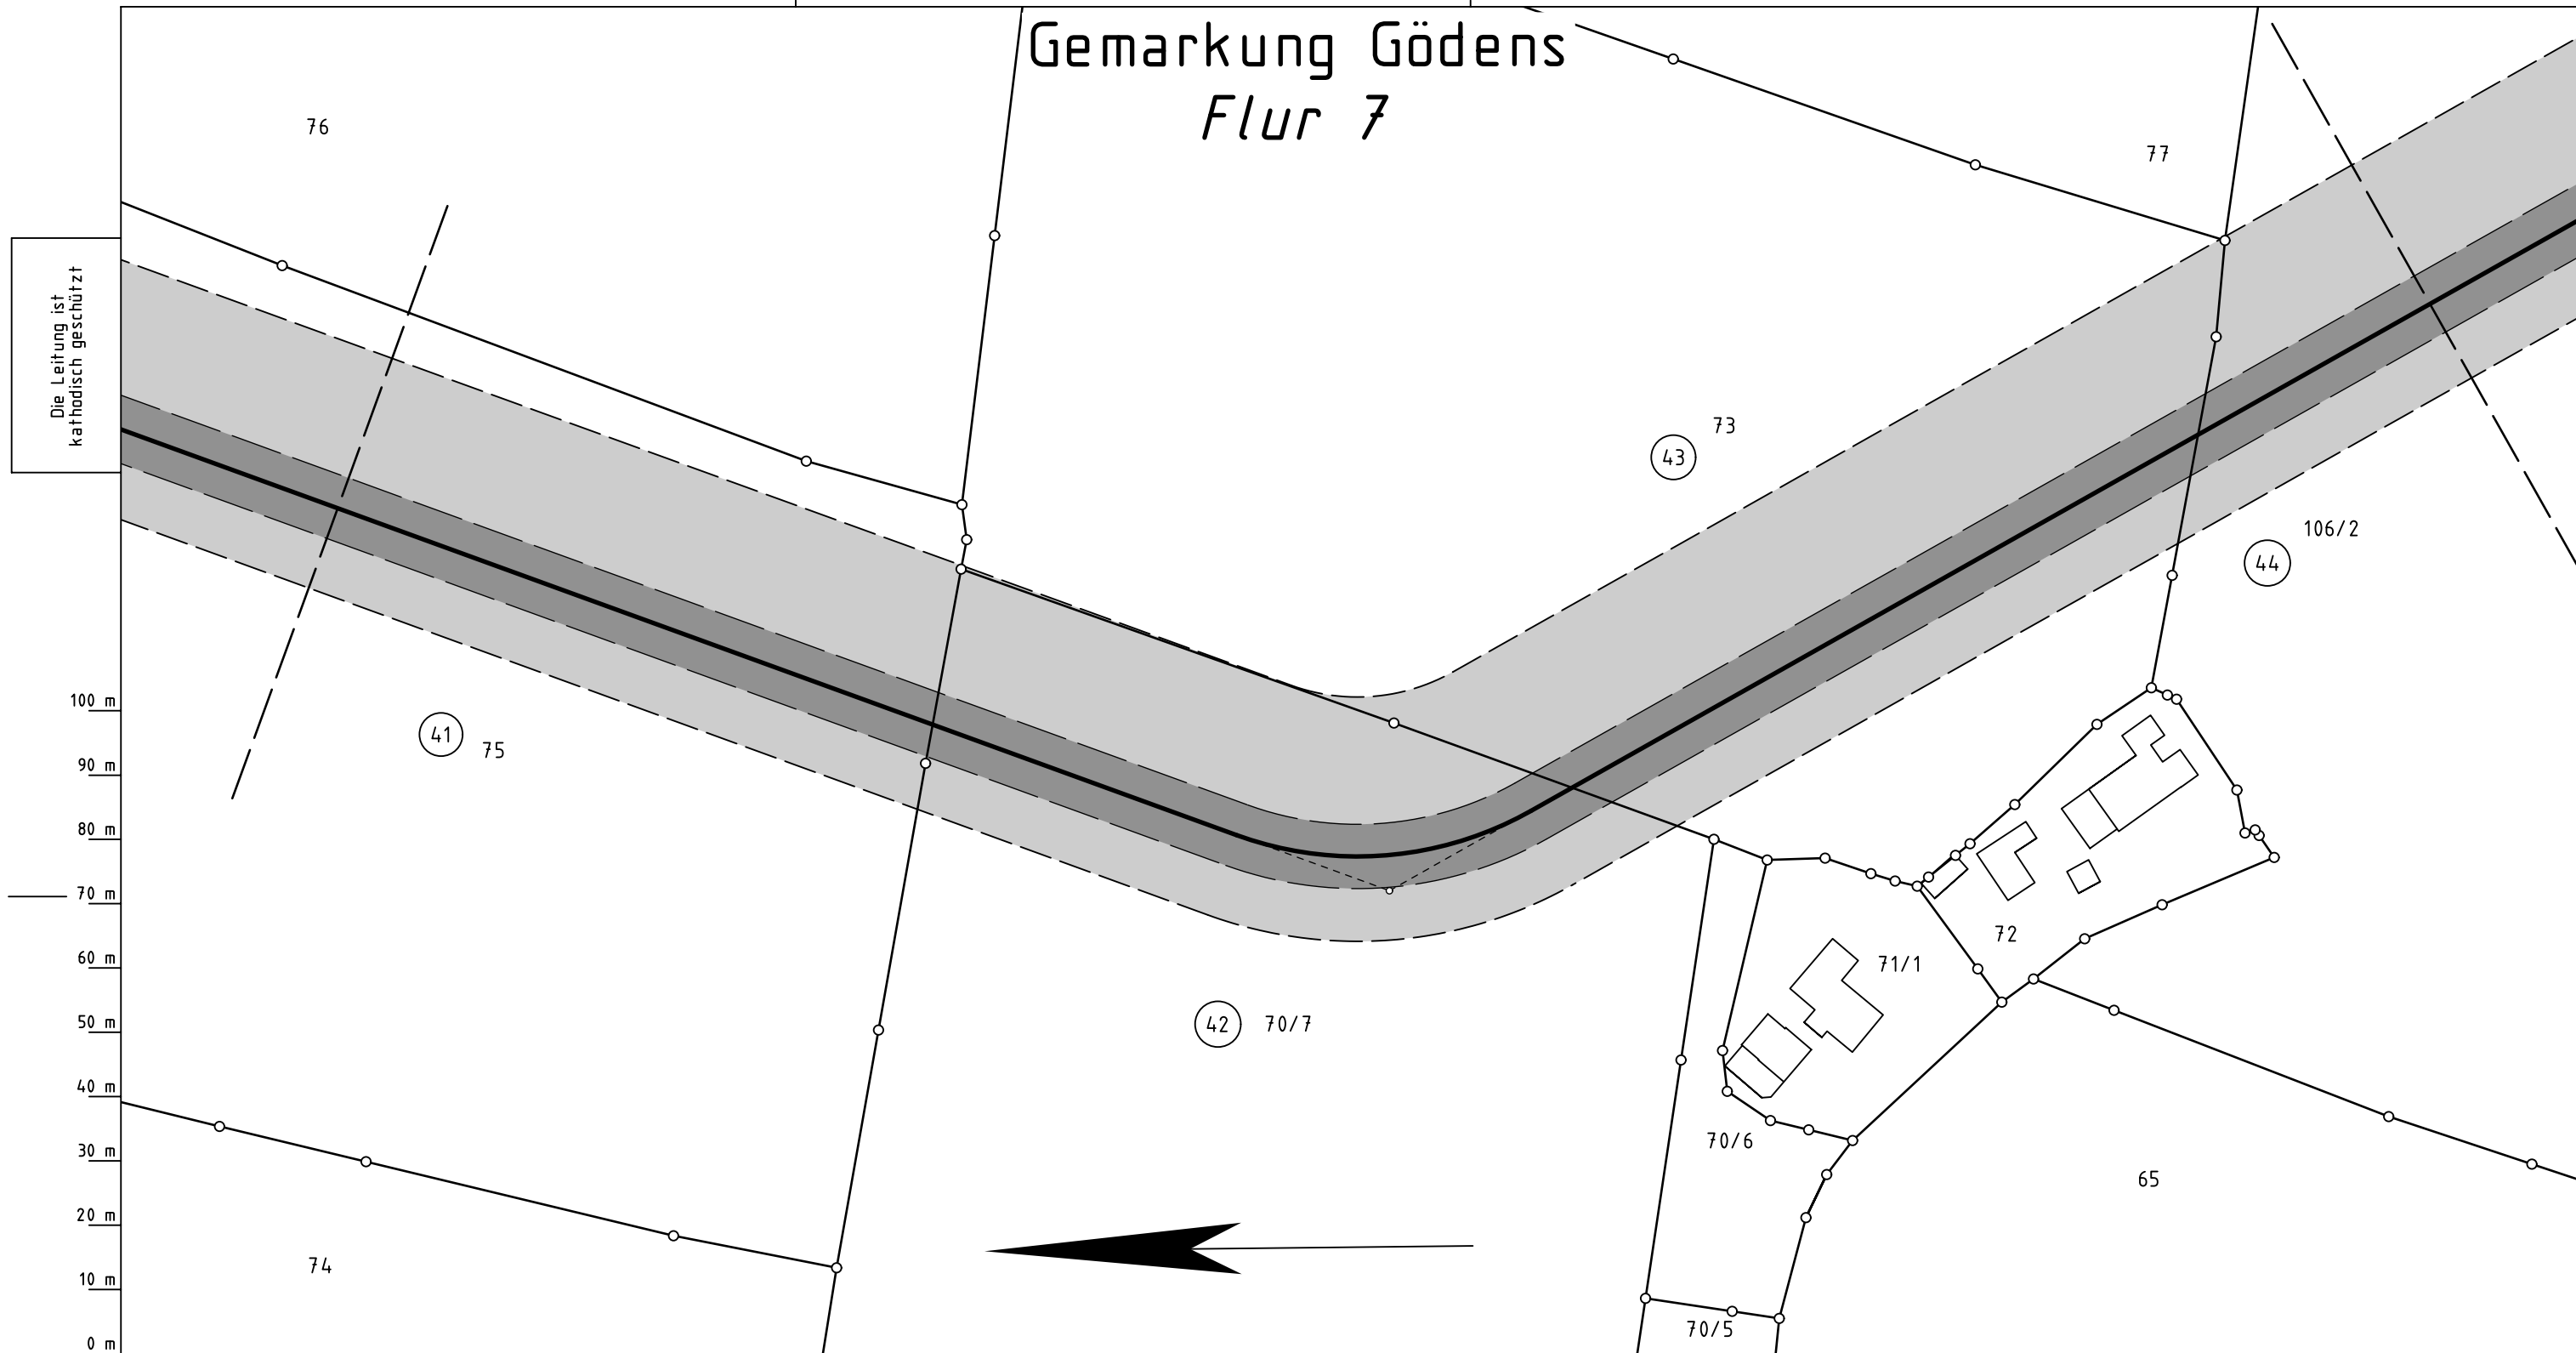 Gemarkung Gödens
Flur 7
76
77
Die Leitung ist
kathodisch geschützt
73
43
106/2
44
41
75
42
70/7
72
71/1
70/6
65
74
70/5
100 m
90 m
80 m
70 m
60 m
50 m
40 m
30 m
20 m
10 m
0 m